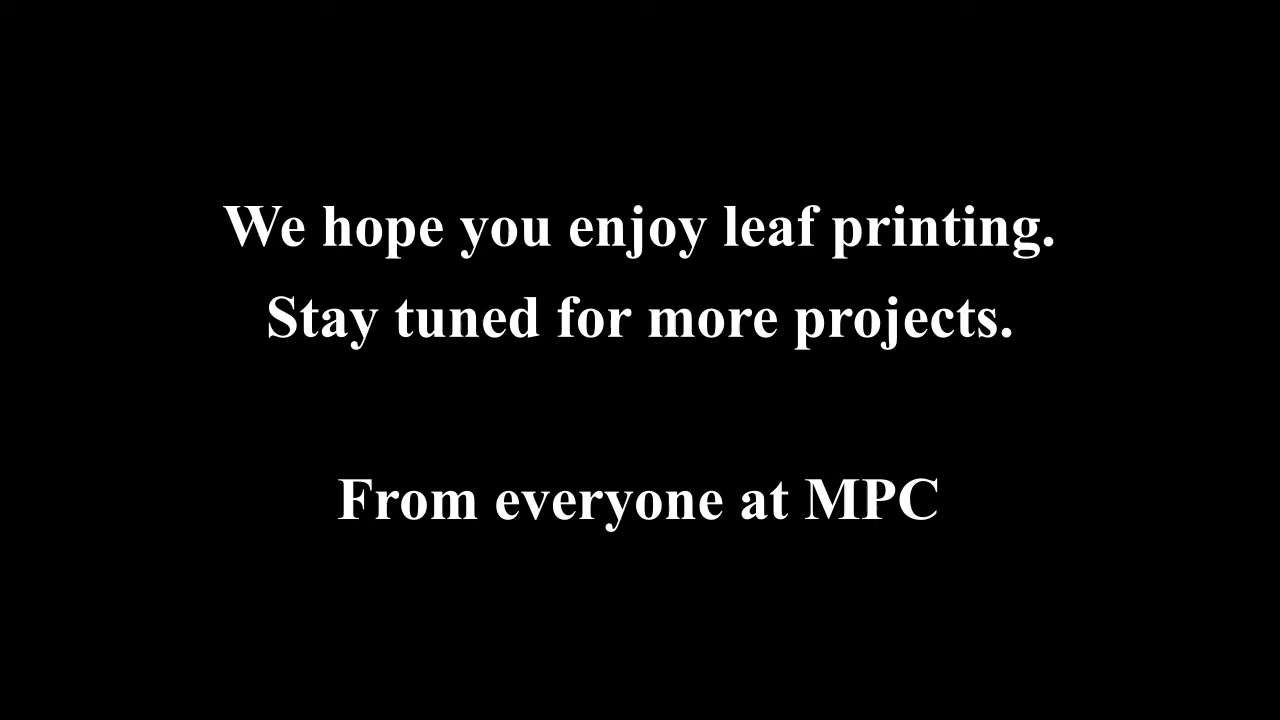 We hope you enjoy leaf printing.
Stay tuned for more projects.
From everyone at MPC